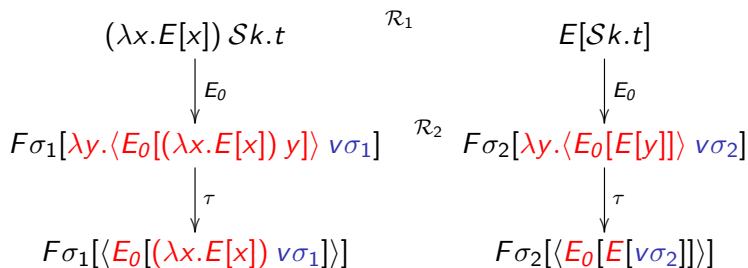 (λx.E[x]) Sk.t R₁ E[Sk.t]
E₀ E₀
Fσ₁[λy.⟨E₀[(λx.E[x]) y]⟩ vσ₁] R₂ Fσ₂[λy.⟨E₀[E[y]]⟩ vσ₂]
τ τ
Fσ₁[⟨E₀[(λx.E[x]) vσ₁]⟩] Fσ₂[⟨E₀[E[vσ₂]]⟩]